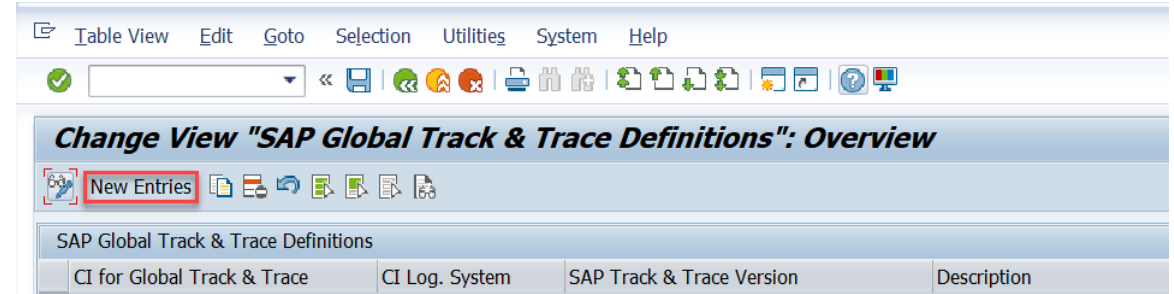 Table View Edit Goto Selection Utilities System Help
Change View "SAP Global Track & Trace Definitions": Overview
New Entries
SAP Global Track & Trace Definitions
CI for Global Track & Trace CI Log. System SAP Track & Trace Version Description